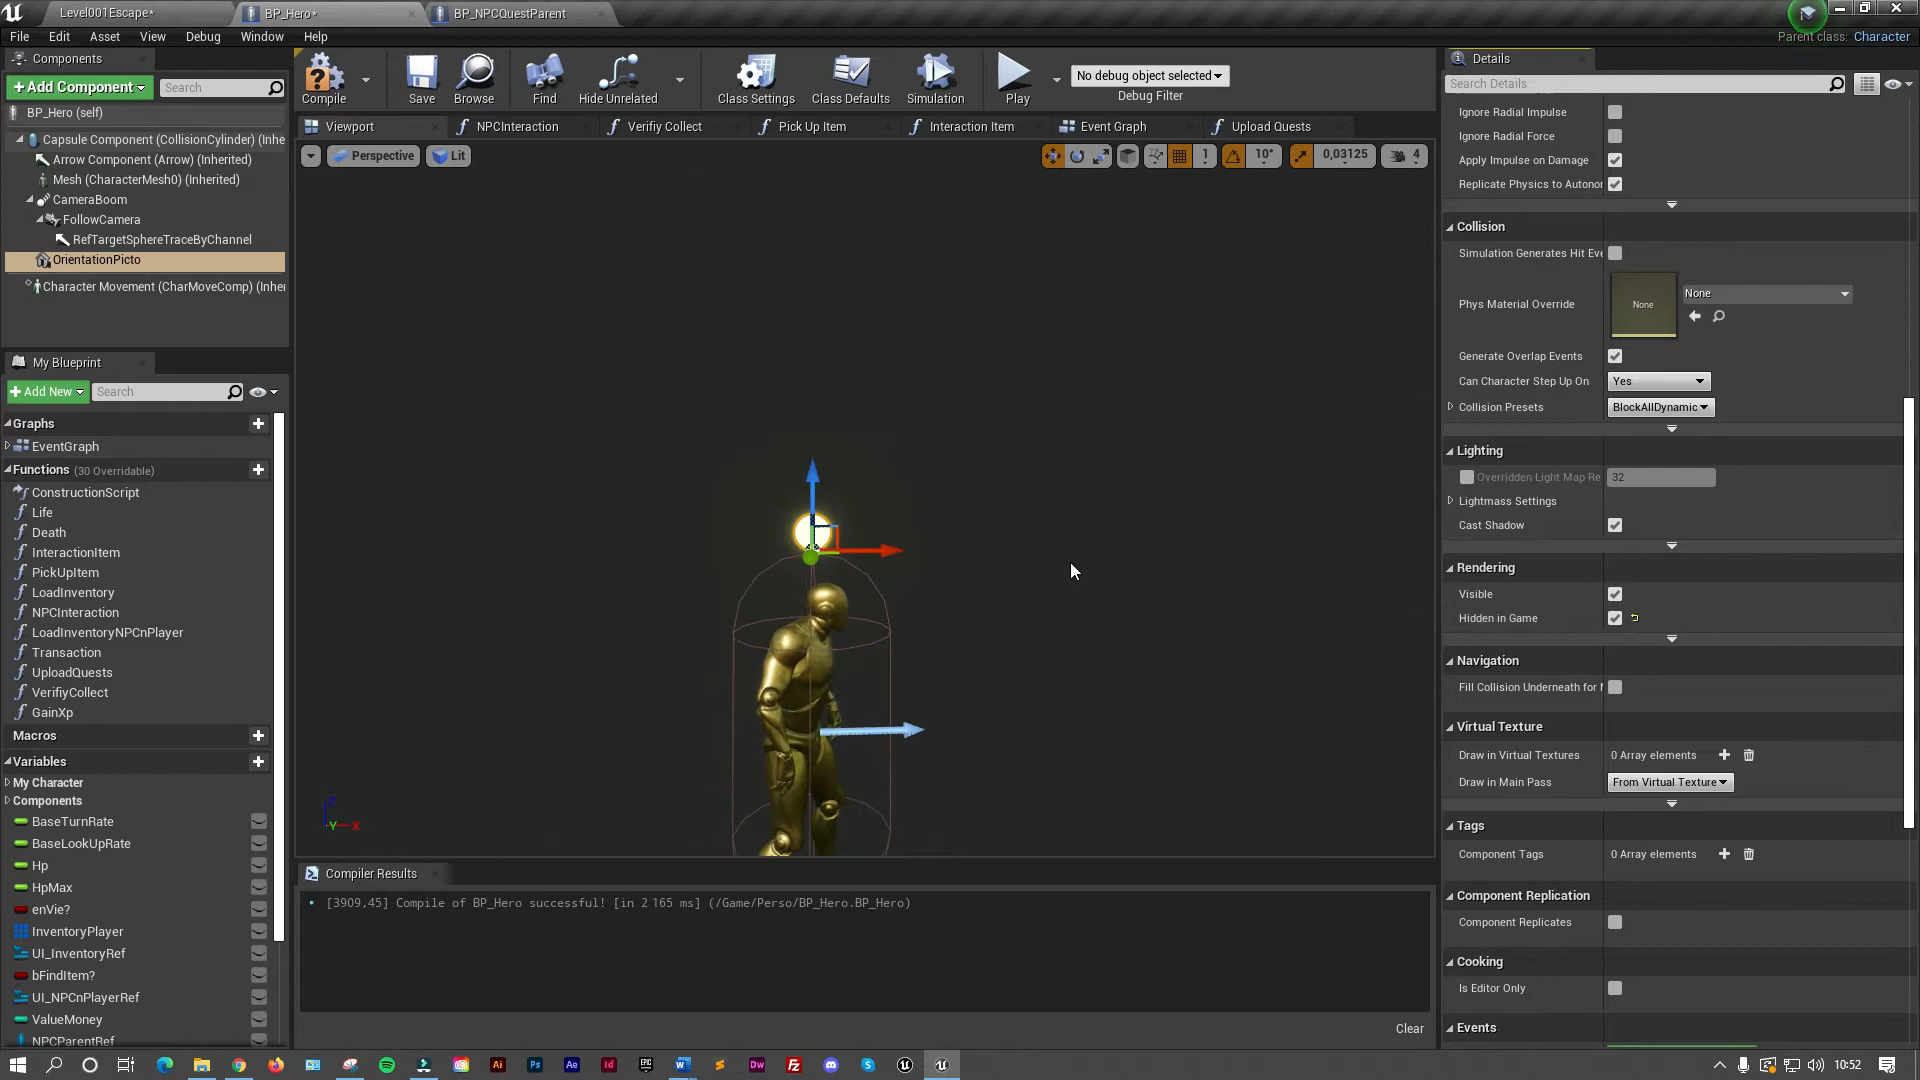 Level001Escape*
BP_Hero*
BP_NPCQuestParent
File Edit Asset View Debug Window Help
Parent class: Character
Components
+Add Component
Search
BP_Hero (self)
Capsule Component (CollisionCylinder) (Inhe
Arrow Component (Arrow) (Inherited)
Mesh (CharacterMesh0) (Inherited)
CameraBoom
FollowCamera
RefTargetSphereTraceByChannel
OrientationPicto
Character Movement (CharMoveComp) (Inhe
My Blueprint
+Add New
Search
Graphs
EventGraph
Functions (30 Overridable)
ConstructionScript
Life
Death
InteractionItem
PickUpItem
LoadInventory
NPCInteraction
LoadInventoryNPCnPlayer
Transaction
UploadQuests
VerifiyCollect
GainXp
Macros
Variables
My Character
Components
BaseTurnRate
BaseLookUpRate
Hp
HpMax
enVie?
InventoryPlayer
UI_InventoryRef
bFindItem?
UI_NPCnPlayerRef
ValueMoney
NPCParentRef
Compile
Save
Browse
Find
Hide Unrelated
Class Settings
Class Defaults
Simulation
Play
No debug object selected
Debug Filter
Viewport
NPCInteraction
Verifiy Collect
Pick Up Item
Interaction Item
Event Graph
Upload Quests
Perspective
Lit
1
10°
0,03125
4
Z
Y
X
Compiler Results
[3909,45] Compile of BP_Hero successful! [in 2 165 ms] (/Game/Perso/BP_Hero.BP_Hero)
Clear
Details
Search Details
Ignore Radial Impulse
Ignore Radial Force
Apply Impulse on Damage
Replicate Physics to Autonor
Collision
Simulation Generates Hit Eve
Phys Material Override
None
None
Generate Overlap Events
Can Character Step Up On
Yes
Collision Presets
BlockAllDynamic
Lighting
Overridden Light Map Re
32
Lightmass Settings
Cast Shadow
Rendering
Visible
Hidden in Game
Navigation
Fill Collision Underneath for N
Virtual Texture
Draw in Virtual Textures
0 Array elements
Draw in Main Pass
From Virtual Texture
Tags
Component Tags
0 Array elements
Component Replication
Component Replicates
Cooking
Is Editor Only
Events
Ai
Ps
Ae
Id
EPIC
Dw
Fz
10:52